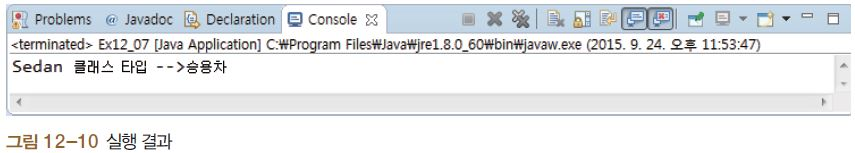 Problems @ Javadoc Declaration Console
<terminated> Ex12_07 [Java Application] C:₩Program Files₩Java₩jre1.8.0_60₩bin₩javaw.exe (2015. 9. 24. 오후 11:53:47)
Sedan 클래스 타입 -->승용차
그림 12-10 실행 결과